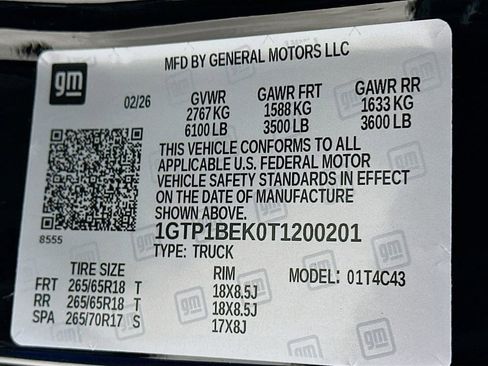 MFD BY GENERAL MOTORS LLC
gm
02/26
GVWR GAWR FRT GAWR RR
2767 KG 1588 KG 1633 KG
6100 LB 3500 LB 3600 LB
THIS VEHICLE CONFORMS TO ALL
APPLICABLE U.S. FEDERAL MOTOR
VEHICLE SAFETY STANDARDS IN EFFECT
ON THE DATE OF MANUFACTURE
SHOWN ABOVE.
8555
1GTP1BEK0T1200201
TYPE: TRUCK
TIRE SIZE RIM MODEL: 01T4C43
FRT 265/65R18 T 18X8.5J
RR 265/65R18 T 18X8.5J
SPA 265/70R17 S 17X8J